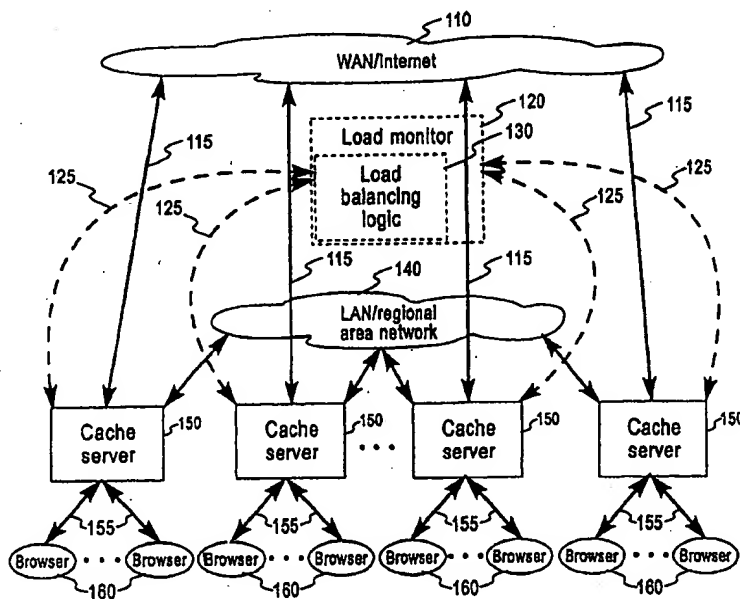 110
WAN/Internet
120
115
115
Load monitor
130
125
125
Load
balancing
logic
125
125
115
140
115
LAN/regional
area network
150
150
150
150
Cache
server
Cache
server
• • •
Cache
server
Cache
server
155
155
155
155
Browser • • • Browser
Browser • • • Browser
Browser • • • Browser
Browser • • • Browser
160
160
160
160